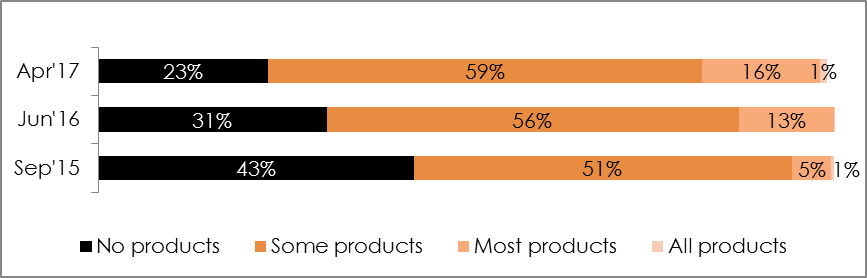 Apr'17 23% 59% 16% 1%
Jun'16 31% 56% 13%
Sep'15 43% 51% 5% 1%
No products Some products Most products All products